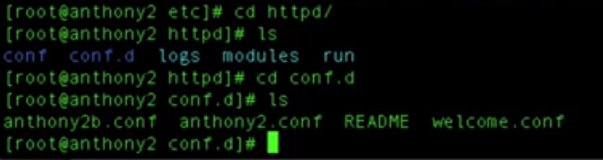 [root@anthony2 etc]# cd httpd/
[root@anthony2 httpd]# ls
conf  conf.d  logs  modules  run
[root@anthony2 httpd]# cd conf.d
[root@anthony2 conf.d]# ls
anthony2b.conf  anthony2.conf  README  welcome.conf
[root@anthony2 conf.d]#